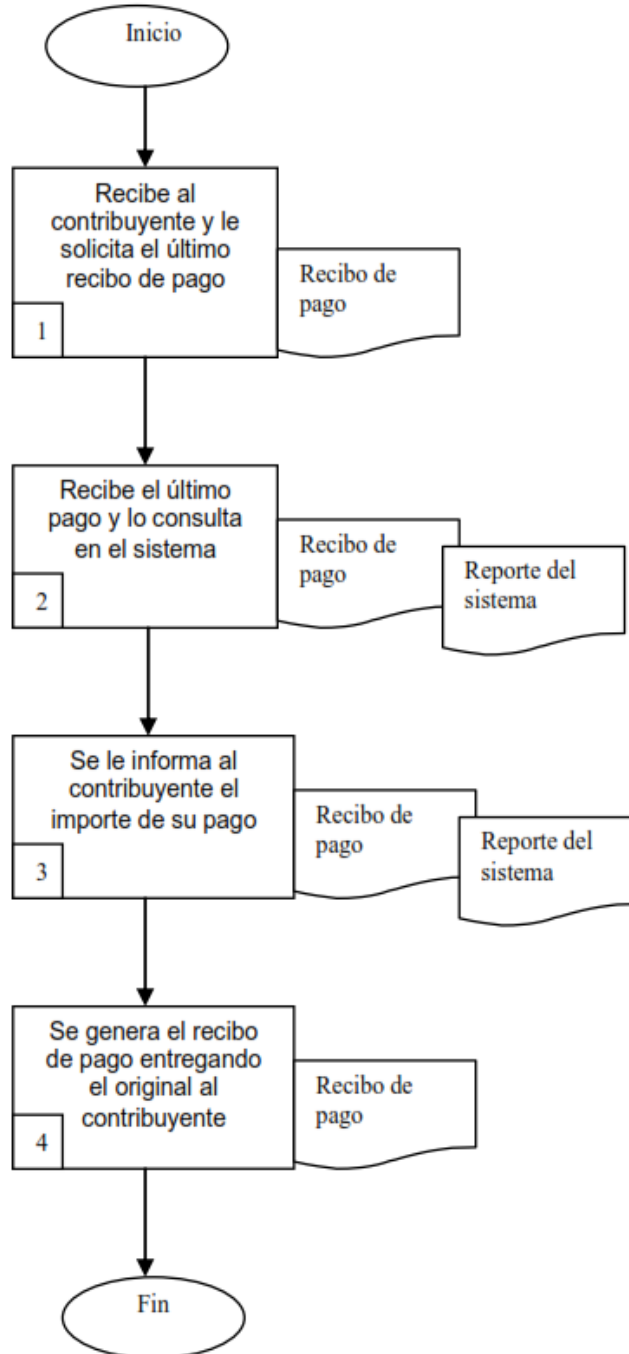 Inicio
Recibe al
contribuyente y le
solicita el último
recibo de pago
1
Recibo de
pago
Recibe el último
pago y lo consulta
en el sistema
2
Recibo de
pago
Reporte del
sistema
Se le informa al
contribuyente el
importe de su pago
3
Recibo de
pago
Reporte del
sistema
Se genera el recibo
de pago entregando
el original al
contribuyente
4
Recibo de
pago
Fin